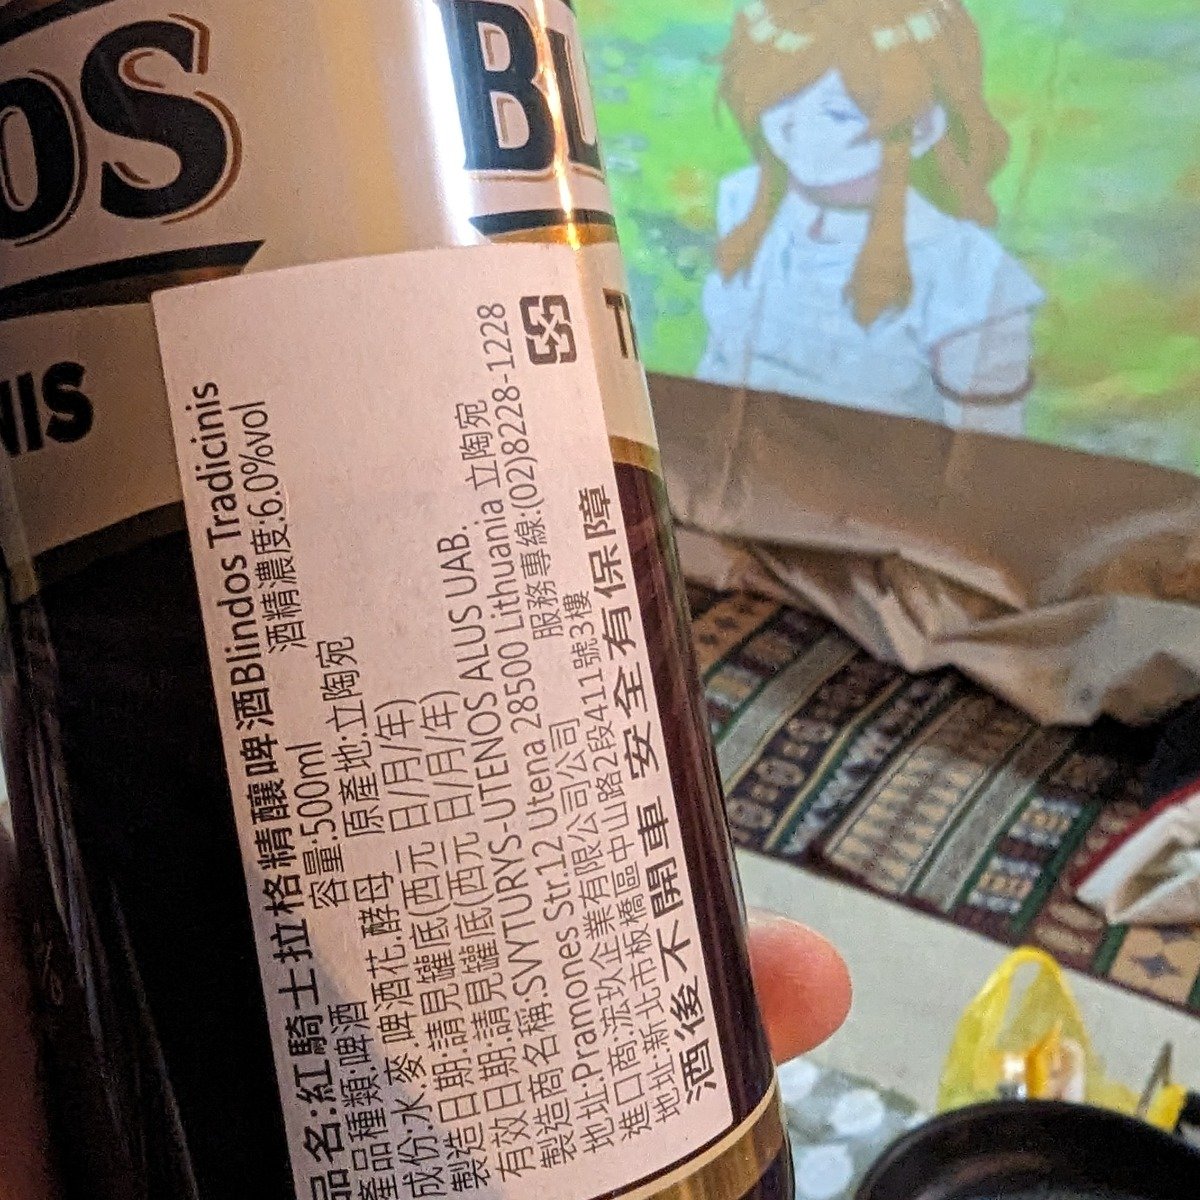 OS
BL
NIS
T
品名:紅騎士拉格精釀啤酒Blindos Tradicinis
產品種類:啤酒 容量:500ml 酒精濃度:6.0%vol
成份:水.麥.啤酒花.酵母 原產地:立陶宛
製造日期:請見罐底(西元 日/月/年)
有效日期:請見罐底(西元 日/月/年)
製造商名稱:SVYTURYS-UTENOS ALUS UAB.
地址:Pramones Str.12 Utena 28500 Lithuania 立陶宛
進口商:浤玖企業有限公司公司 服務專線:(02)8228-1228
地址:新北市板橋區中山路2段411號3樓
酒後不開車 安全有保障